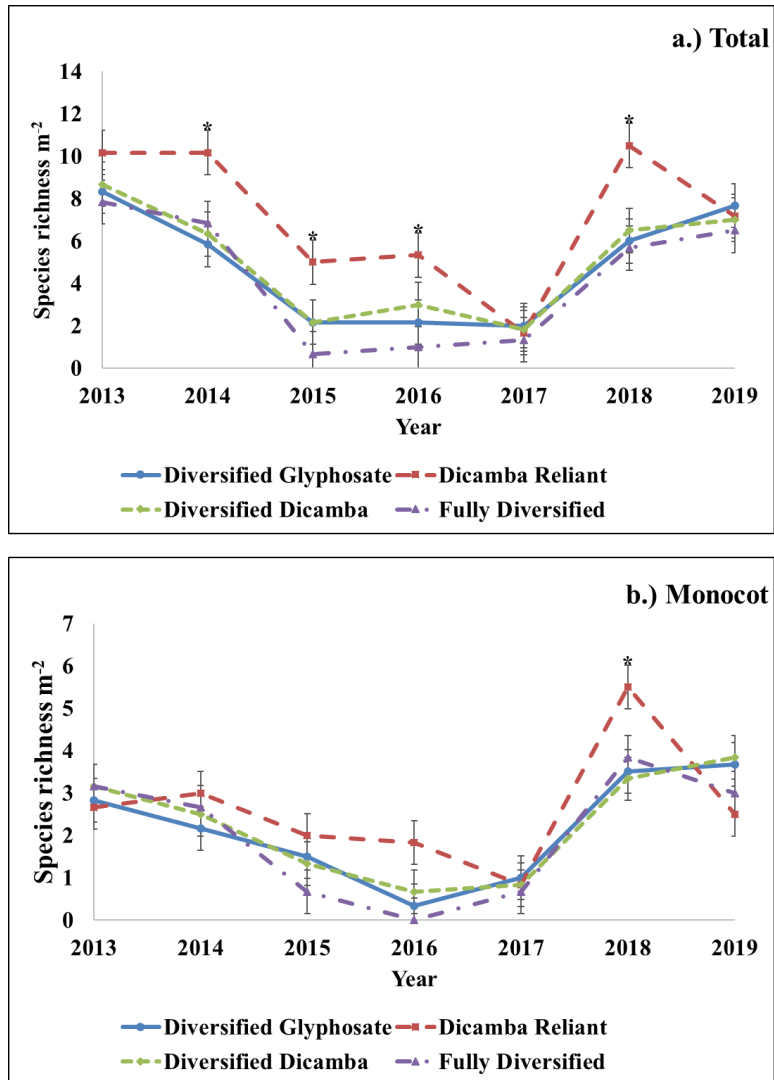 a.) Total
14
12
10
8
6
4
2
0
Species richness m-2
*
*
*
*
2013 2014 2015 2016 2017 2018 2019
Year
Diversified Glyphosate Dicamba Reliant
Diversified Dicamba Fully Diversified
b.) Monocot
7
6
5
4
3
2
1
0
Species richness m-2
*
2013 2014 2015 2016 2017 2018 2019
Year
Diversified Glyphosate Dicamba Reliant
Diversified Dicamba Fully Diversified